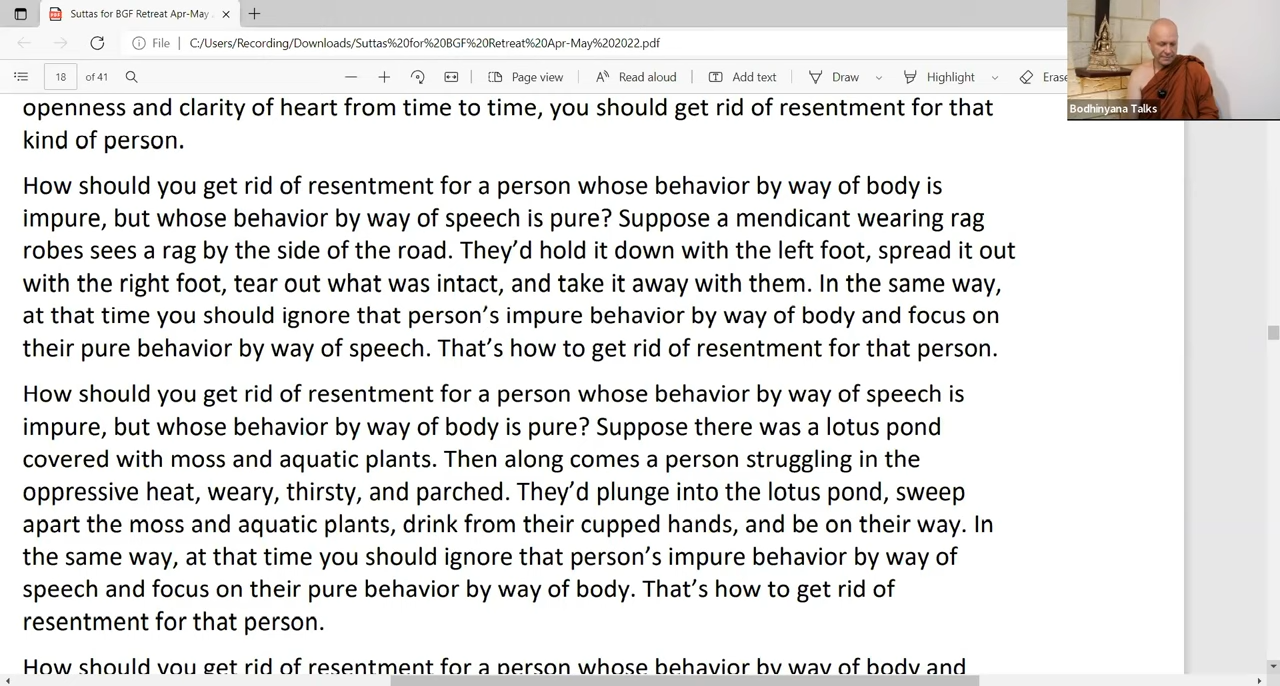 Suttas for BGF Retreat Apr-May
File C:/Users/Recording/Downloads/Suttas%20for%20BGF%20Retreat%20Apr-May%202022.pdf
18 of 41 Page view Read aloud Add text Draw Highlight Erase
Bodhinyana Talks
openness and clarity of heart from time to time, you should get rid of resentment for that
kind of person.
How should you get rid of resentment for a person whose behavior by way of body is
impure, but whose behavior by way of speech is pure? Suppose a mendicant wearing rag
robes sees a rag by the side of the road. They’d hold it down with the left foot, spread it out
with the right foot, tear out what was intact, and take it away with them. In the same way,
at that time you should ignore that person’s impure behavior by way of body and focus on
their pure behavior by way of speech. That’s how to get rid of resentment for that person.
How should you get rid of resentment for a person whose behavior by way of speech is
impure, but whose behavior by way of body is pure? Suppose there was a lotus pond
covered with moss and aquatic plants. Then along comes a person struggling in the
oppressive heat, weary, thirsty, and parched. They’d plunge into the lotus pond, sweep
apart the moss and aquatic plants, drink from their cupped hands, and be on their way. In
the same way, at that time you should ignore that person’s impure behavior by way of
speech and focus on their pure behavior by way of body. That’s how to get rid of
resentment for that person.
How should you get rid of resentment for a person whose behavior by way of body and